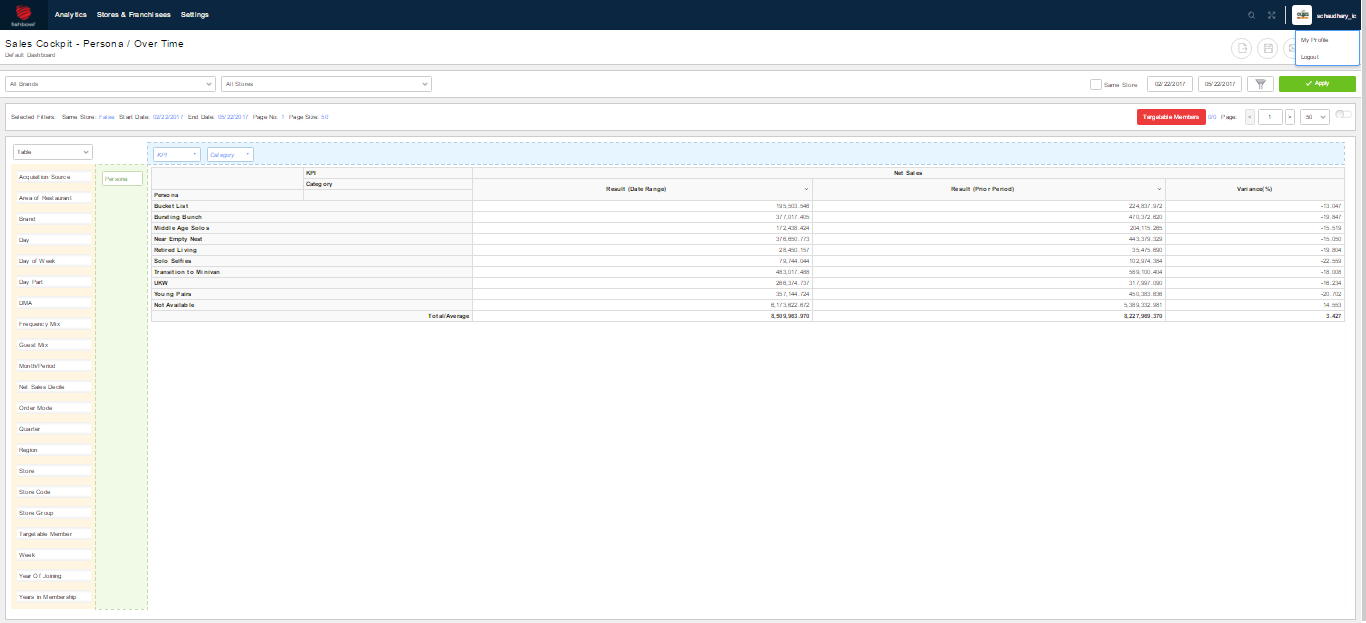 fishbowl
Analytics Stores & Franchisees Settings
schaudhary_ic
My Profile
Logout
Sales Cockpit - Persona / Over Time
Default Dashboard
All Brands All Stores Same Store 02/22/2017 05/22/2017 Apply
Selected Filters: Same Store: False Start Date: 02/22/2017 End Date: 05/22/2017 Page No: 1 Page Size: 50 Targetable Members 0/0 Page: < 1 > 50
Table KPI Category
Persona
Acquisition Source
Area of Restaurant
Brand
Day
Day of Week
Day Part
DMA
Frequency Mix
Guest Mix
Month/Period
Net Sales Decile
Order Mode
Quarter
Region
Store
Store Code
Store Group
Targetable Member
Week
Year Of Joining
Years in Membership
KPI Net Sales
Category
Result (Date Range) Result (Prior Period) Variance(%)
Persona
Bucket List 195,503.546 224,837.972 -13.047
Bursting Bunch 377,017.405 470,372.620 -19.847
Middle Age Solos 172,438.424 204,115.265 -15.519
Near Empty Nest 376,650.773 443,379.329 -15.050
Retired Living 28,450.157 35,475.690 -19.804
Solo Selfies 79,744.044 102,974.384 -22.559
Transition to Minivan 483,017.488 589,100.404 -18.008
UKW 266,374.737 317,997.090 -16.234
Young Pairs 357,144.724 450,383.636 -20.702
Not Available 6,173,622.672 5,389,332.981 14.553
Total/Average 8,509,963.970 8,227,969.370 3.427